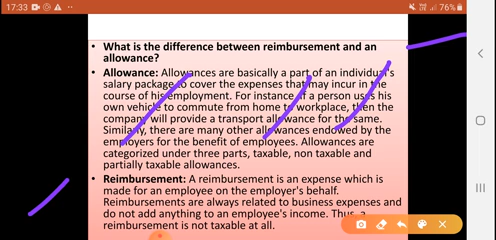 17:33
76%
• What is the difference between reimbursement and an
allowance?
• Allowance: Allowances are basically a part of an individual's
salary package to cover the expenses that may incur in the
course of his employment. For instance if a person uses his
own vehicle to commute from home to workplace, then the
company will provide a transport allowance for the same.
Similarly, there are many other allowances endowed by the
employers for the benefit of employees. Allowances are
categorized under three parts, taxable, non taxable and
partially taxable allowances.
• Reimbursement: A reimbursement is an expense which is
made for an employee on the employer's behalf.
Reimbursements are always related to business expenses and
do not add anything to an employee's income. Thus, a
reimbursement is not taxable at all.